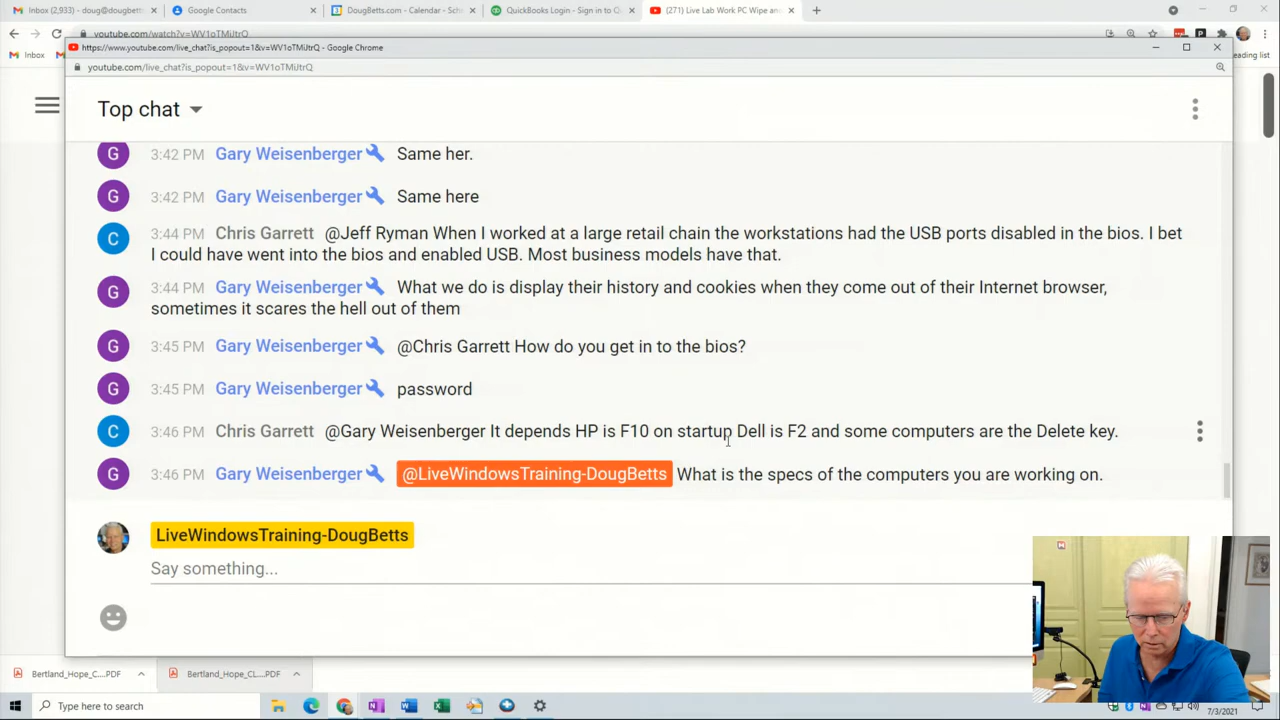 Inbox (2,933) - doug@dougbett
Google Contacts
DougBetts.com - Calendar - Sch
QuickBooks Login - Sign in to Q
(271) Live Lab Work PC Wipe an
youtube.com/watch?v=WV1oTMiJtrQ
Inbox
ading list
https://www.youtube.com/live_chat?is_popout=1&v=WV1oTMiJtrQ - Google Chrome
youtube.com/live_chat?is_popout=1&v=WV1oTMiJtrQ
Top chat
G 3:42 PM Gary Weisenberger Same her.
G 3:42 PM Gary Weisenberger Same here
C 3:44 PM Chris Garrett @Jeff Ryman When I worked at a large retail chain the workstations had the USB ports disabled in the bios. I bet
I could have went into the bios and enabled USB. Most business models have that.
G 3:44 PM Gary Weisenberger What we do is display their history and cookies when they come out of their Internet browser,
sometimes it scares the hell out of them
G 3:45 PM Gary Weisenberger @Chris Garrett How do you get in to the bios?
G 3:45 PM Gary Weisenberger password
C 3:46 PM Chris Garrett @Gary Weisenberger It depends HP is F10 on startup Dell is F2 and some computers are the Delete key.
G 3:46 PM Gary Weisenberger @LiveWindowsTraining-DougBetts What is the specs of the computers you are working on.
LiveWindowsTraining-DougBetts
Say something...
Bertland_Hope_C....PDF
Bertland_Hope_CL....PDF
Type here to search
7/3/2021